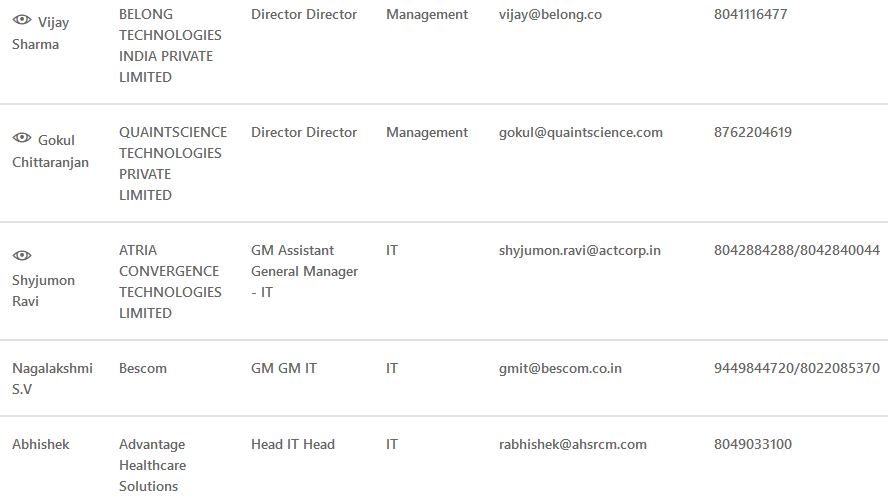 Vijay Sharma BELONG TECHNOLOGIES INDIA PRIVATE LIMITED Director Director Management vijay@belong.co 8041116477
Gokul Chittaranjan QUAINTSCIENCE TECHNOLOGIES PRIVATE LIMITED Director Director Management gokul@quaintscience.com 8762204619
Shyjumon Ravi ATRIA CONVERGENCE TECHNOLOGIES LIMITED GM Assistant General Manager - IT IT shyjumon.ravi@actcorp.in 8042884288/8042840044
Nagalakshmi S.V Bescom GM GM IT IT gmit@bescom.co.in 9449844720/8022085370
Abhishek Advantage Healthcare Solutions Head IT Head IT rabhishek@ahsrcm.com 8049033100